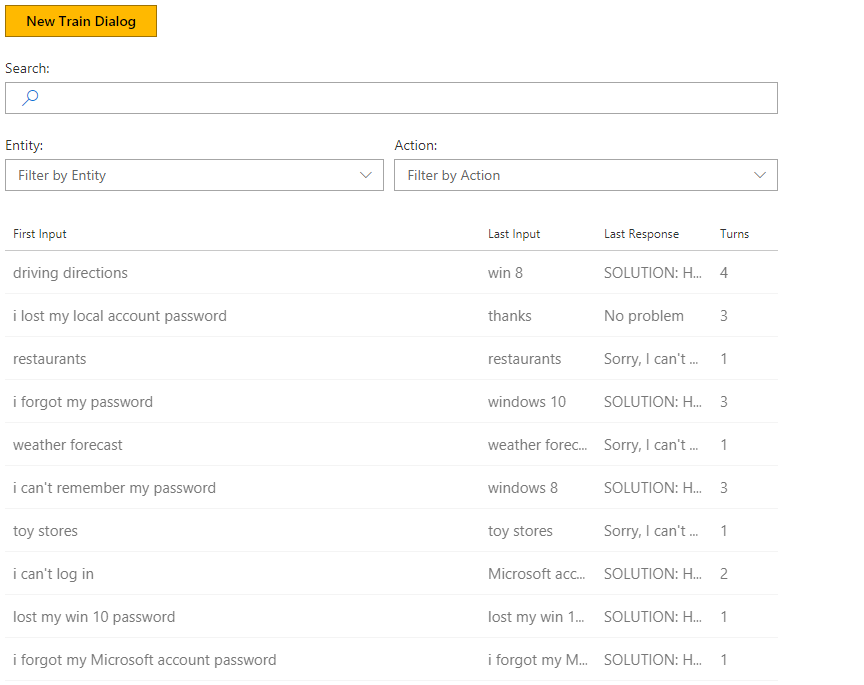 New Train Dialog
Search:
Entity: Action:
Filter by Entity Filter by Action
First Input Last Input Last Response Turns
driving directions win 8 SOLUTION: H... 4
i lost my local account password thanks No problem 3
restaurants restaurants Sorry, I can't ... 1
i forgot my password windows 10 SOLUTION: H... 3
weather forecast weather forec... Sorry, I can't ... 1
i can't remember my password windows 8 SOLUTION: H... 3
toy stores toy stores Sorry, I can't ... 1
i can't log in Microsoft acc... SOLUTION: H... 2
lost my win 10 password lost my win 1... SOLUTION: H... 1
i forgot my Microsoft account password i forgot my M... SOLUTION: H... 1